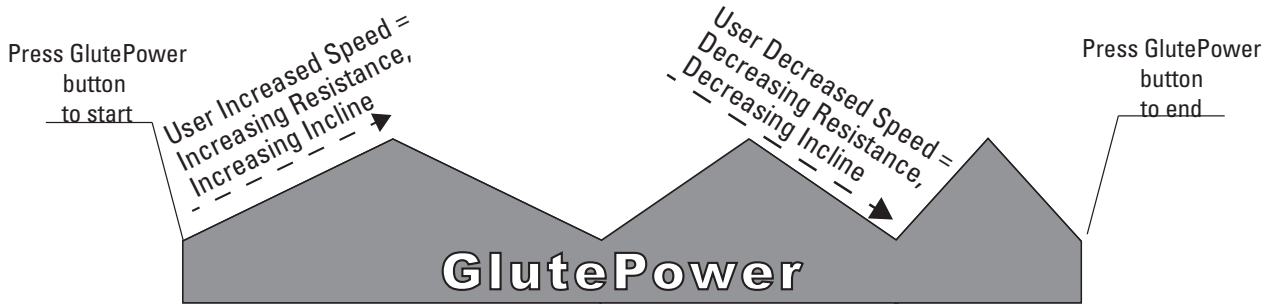 Press GlutePower
button
to start
User Increased Speed =
Increasing Resistance,
Increasing Incline
User Decreased Speed =
Decreasing Resistance,
Decreasing Incline
Press GlutePower
button
to end
GlutePower